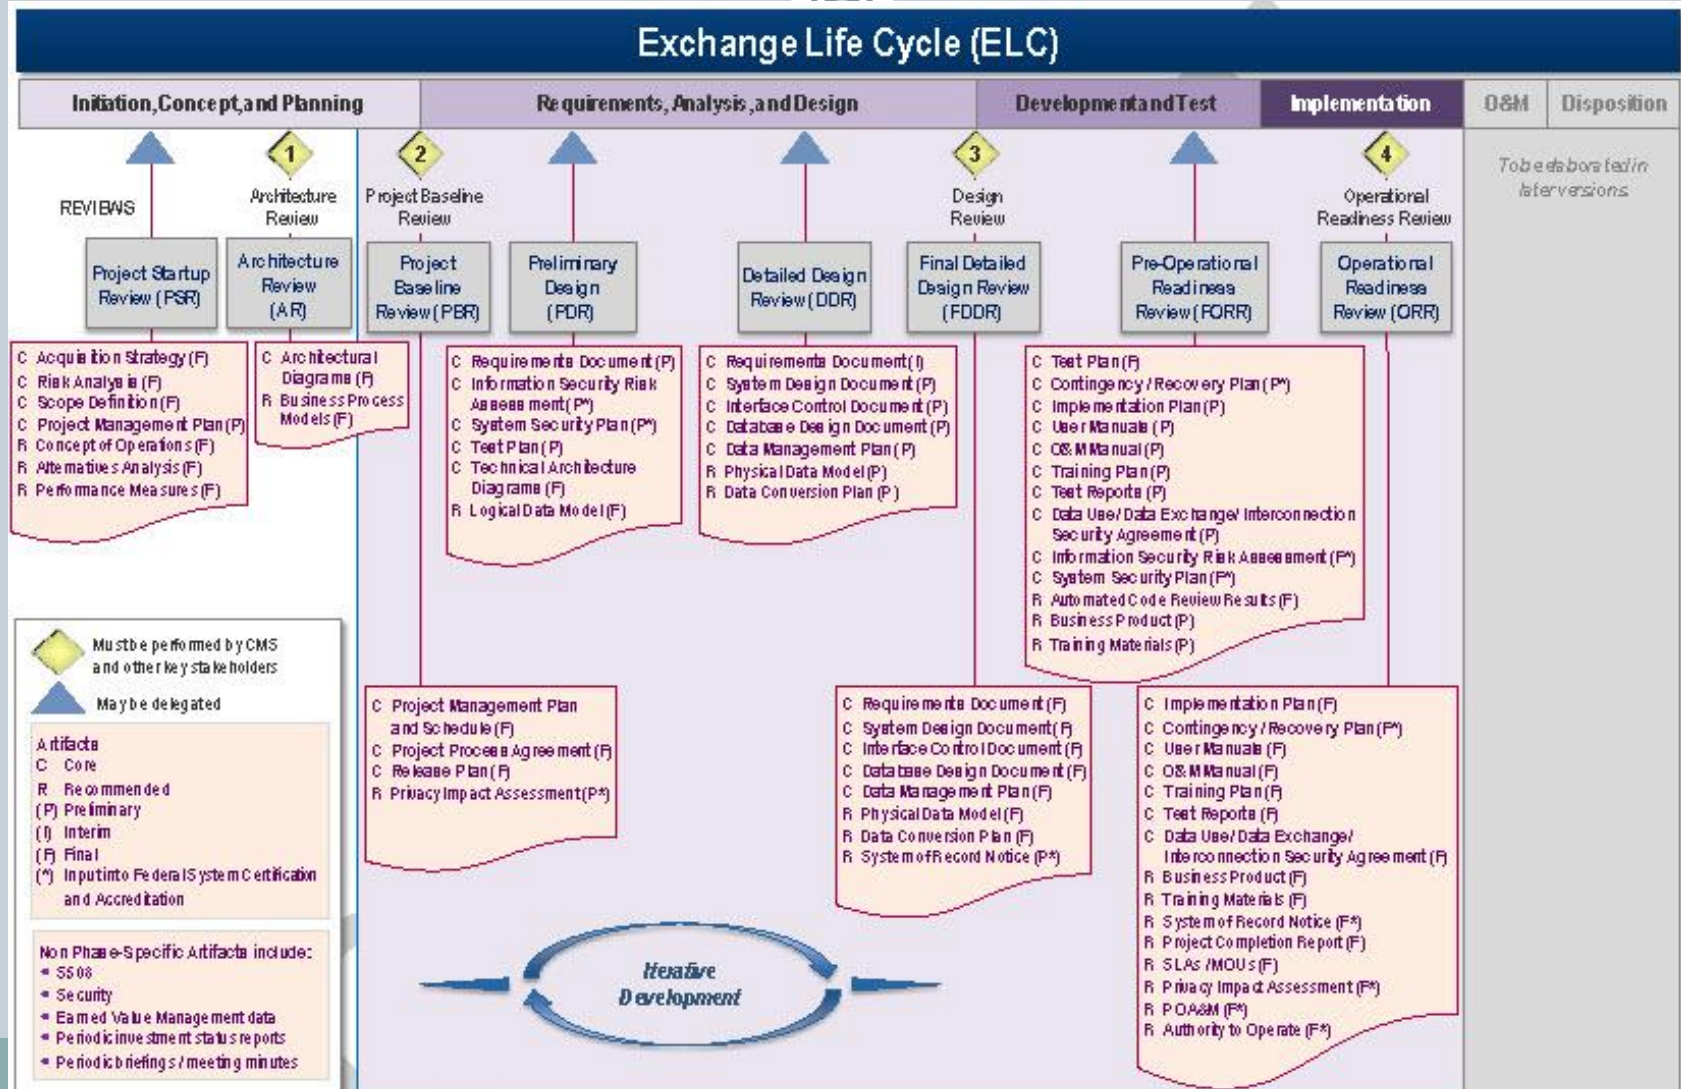 Exchange Life Cycle (ELC)
Initiation, Concept, and Planning
Requirements, Analysis, and Design
Development and Test
Implementation
O&M
Disposition
REVIEWS
1
Architecture
Review
2
Project Baseline
Review
3
Design
Review
4
Operational
Readiness Review
To be elaborated in
later versions.
Project Startup
Review (PSR)
Architecture
Review
(AR)
Project
Baseline
Review (PBR)
Preliminary
Design
(PDR)
Detailed Design
Review (DDR)
Final Detailed
Design Review
(FDDR)
Pre-Operational
Readiness
Review (PORR)
Operational
Readiness
Review (ORR)
C Acquisition Strategy (F)
C Risk Analysis (F)
C Scope Definition (F)
C Project Management Plan (P)
R Concept of Operations (F)
R Alternatives Analysis (F)
R Performance Measures (F)
C Architectural
Diagrams (F)
R Business Process
Models (F)
C Requirements Document (P)
C Information Security Risk
Assessment (P*)
C System Security Plan (P*)
C Test Plan (P)
C Technical Architecture
Diagrams (F)
R Logical Data Model (F)
C Requirements Document (I)
C System Design Document (P)
C Interface Control Document (P)
C Database Design Document (P)
C Data Management Plan (P)
R Physical Data Model (P)
R Data Conversion Plan (P)
C Test Plan (F)
C Contingency / Recovery Plan (P*)
C Implementation Plan (P)
C User Manuals (P)
C O&M Manual (P)
C Training Plan (P)
C Test Reports (P)
C Data Use/ Data Exchange/ Interconnection
Security Agreement (P)
C Information Security Risk Assessment (F*)
C System Security Plan (F*)
R Automated Code Review Results (F)
R Business Product (P)
R Training Materials (P)
C Project Management Plan
and Schedule (F)
C Project Process Agreement (F)
C Release Plan (F)
R Privacy Impact Assessment (P*)
C Requirements Document (F)
C System Design Document (F)
C Interface Control Document (F)
C Database Design Document (F)
C Data Management Plan (F)
R Physical Data Model (F)
R Data Conversion Plan (F)
R System of Record Notice (P*)
C Implementation Plan (F)
C Contingency / Recovery Plan (F*)
C User Manuals (F)
C O&M Manual (F)
C Training Plan (F)
C Test Reports (F)
C Data Use/ Data Exchange/
Interconnection Security Agreement (F)
R Business Product (F)
R Training Materials (F)
R System of Record Notice (F*)
R Project Completion Report (F)
R SLAs /MOUs (F)
R Privacy Impact Assessment (F*)
R POA&M (F*)
R Authority to Operate (F*)
Iterative
Development
Must be performed by CMS
and other key stakeholders
May be delegated
Artifacts
C Core
R Recommended
(P) Preliminary
(I) Interim
(F) Final
(*) Input into Federal System Certification
and Accreditation
Non Phase-Specific Artifacts include:
• 5508
• Security
• Earned Value Management data
• Periodic investment status reports
• Periodic briefings / meeting minutes